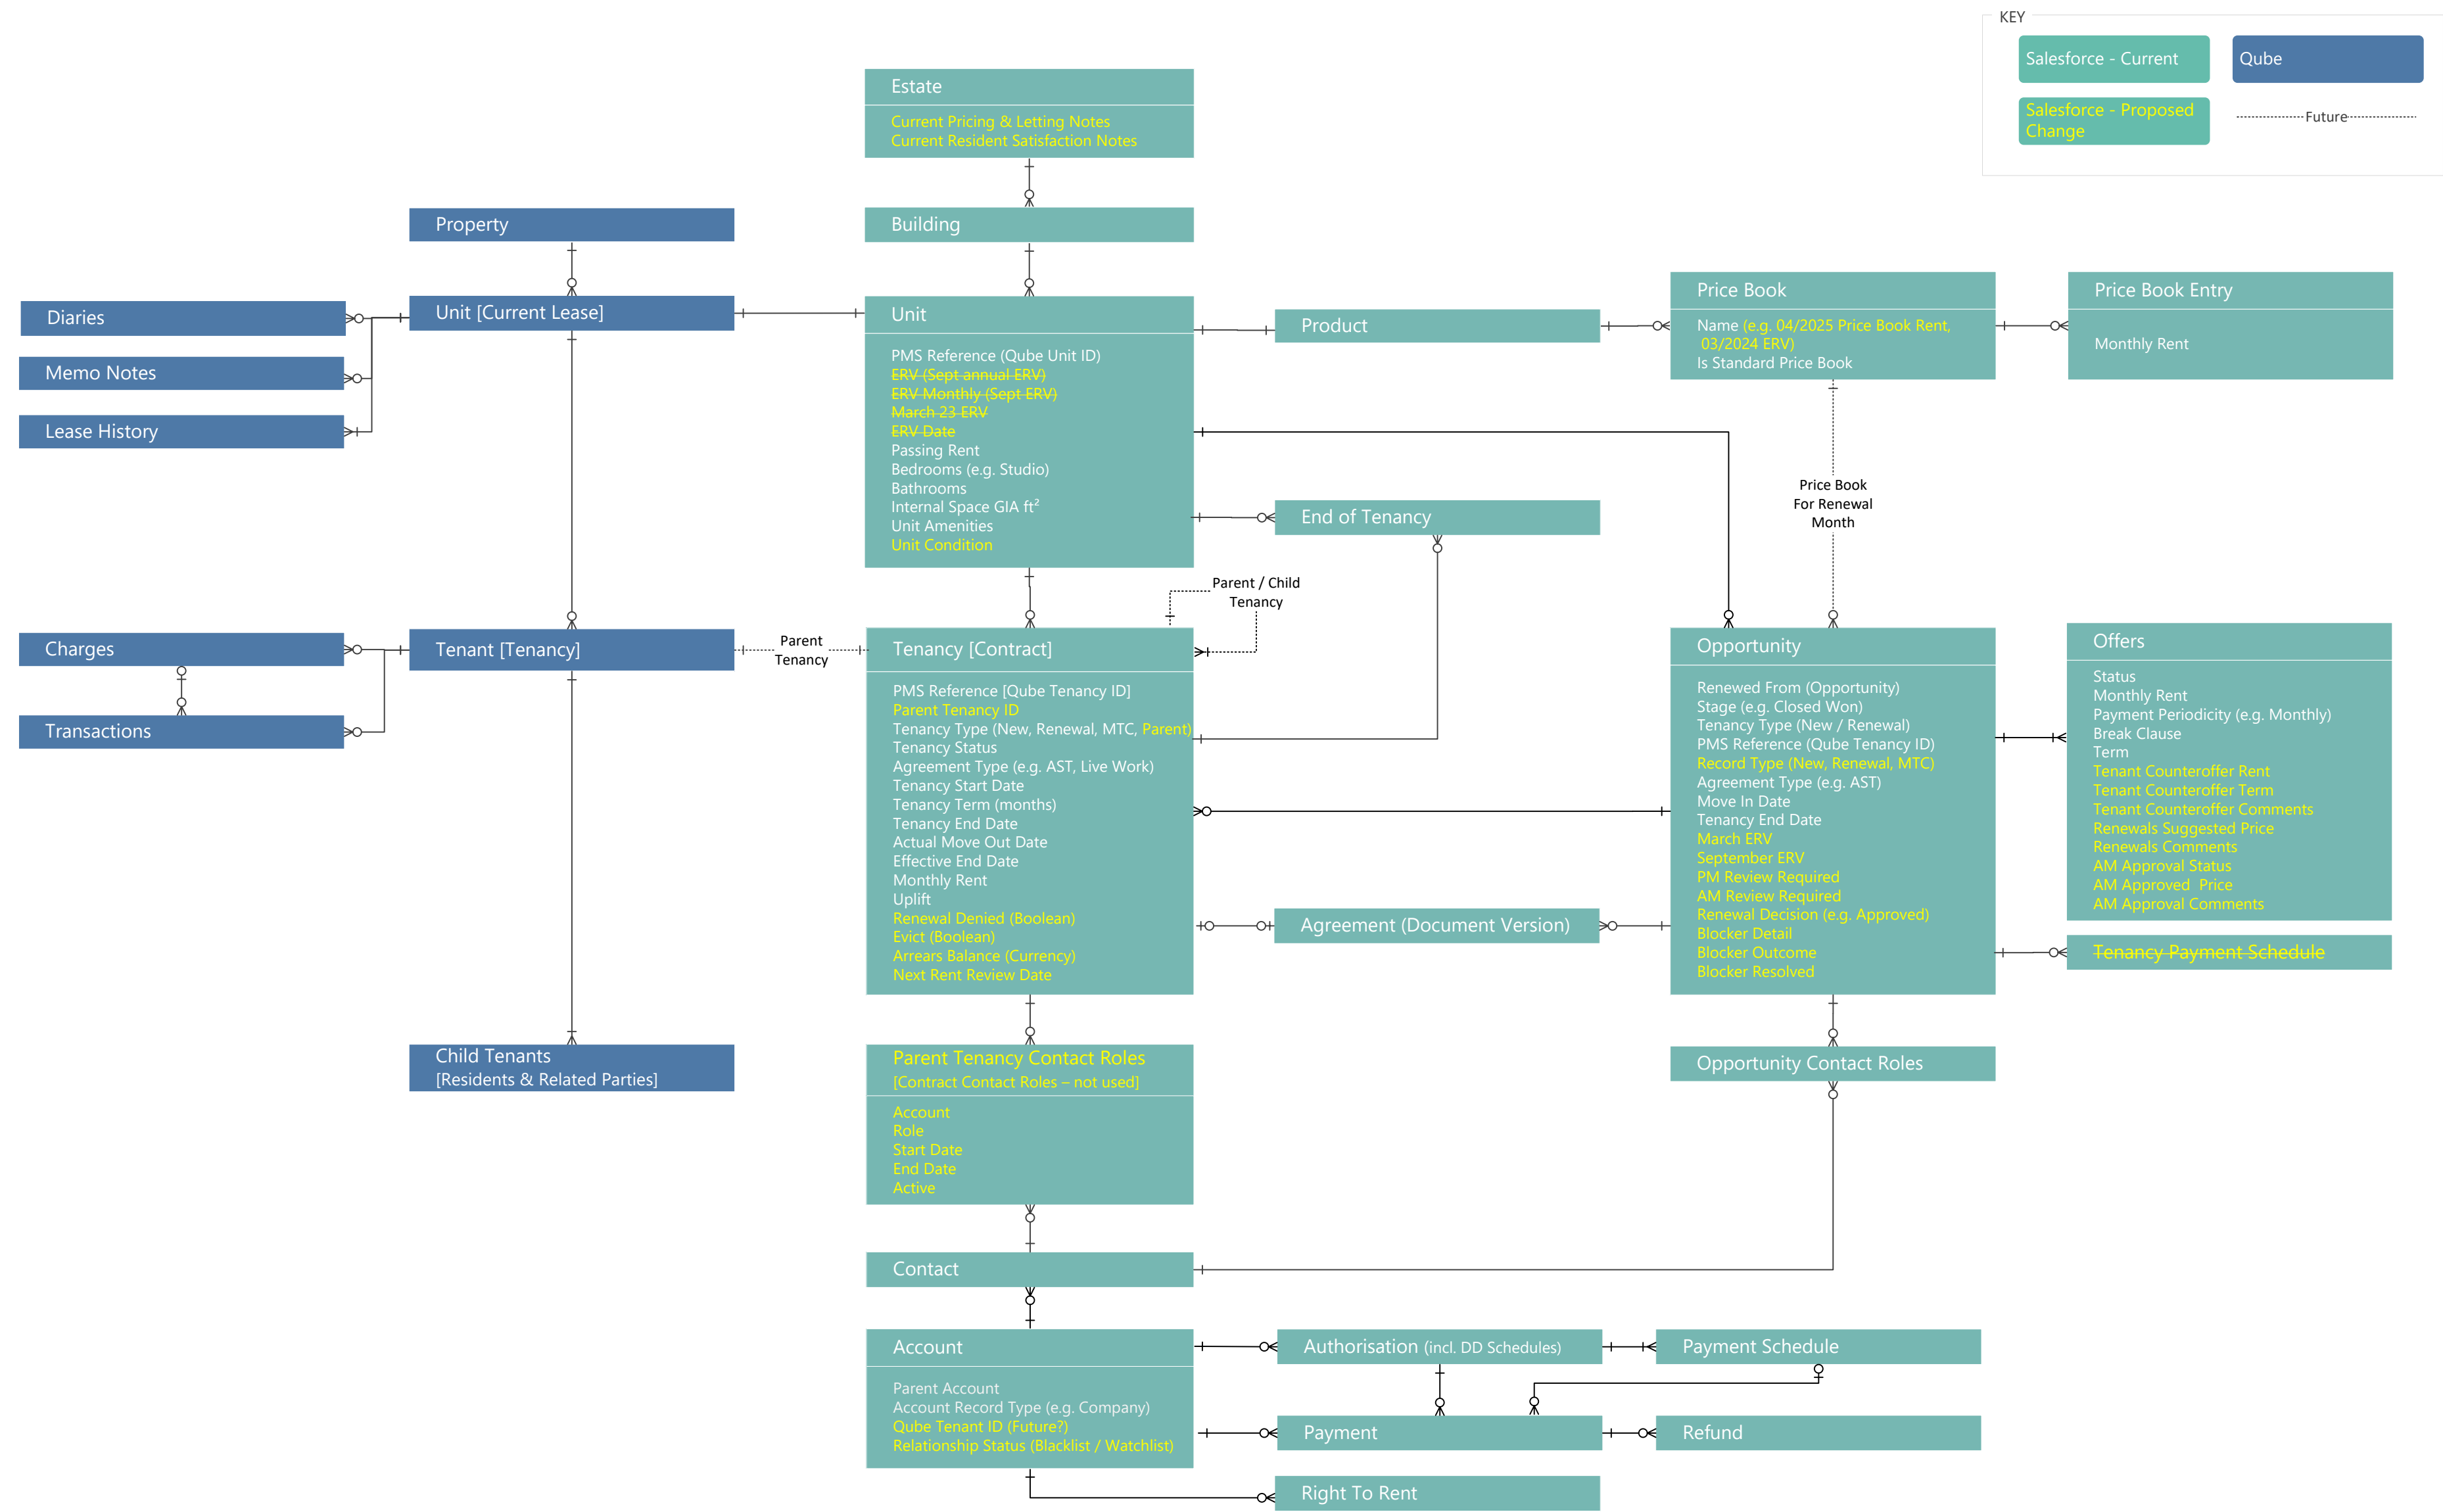 KEY
Salesforce - Current
Qube
Salesforce - Proposed
Change
Future
Estate
Current Pricing & Letting Notes
Current Resident Satisfaction Notes
Building
Property
Unit [Current Lease]
Diaries
Memo Notes
Lease History
Unit
PMS Reference (Qube Unit ID)
ERV (Sept annual ERV)
ERV Monthly (Sept ERV)
March 23 ERV
ERV Date
Passing Rent
Bedrooms (e.g. Studio)
Bathrooms
Internal Space GIA ft²
Unit Amenities
Unit Condition
Product
Price Book
Name (e.g. 04/2025 Price Book Rent,
03/2024 ERV)
Is Standard Price Book
Price Book Entry
Monthly Rent
End of Tenancy
Price Book
For Renewal
Month
Parent / Child
Tenancy
Charges
Transactions
Tenant [Tenancy]
Parent
Tenancy
Tenancy [Contract]
PMS Reference [Qube Tenancy ID]
Parent Tenancy ID
Tenancy Type (New, Renewal, MTC, Parent)
Tenancy Status
Agreement Type (e.g. AST, Live Work)
Tenancy Start Date
Tenancy Term (months)
Tenancy End Date
Actual Move Out Date
Effective End Date
Monthly Rent
Uplift
Renewal Denied (Boolean)
Evict (Boolean)
Arrears Balance (Currency)
Next Rent Review Date
Agreement (Document Version)
Opportunity
Renewed From (Opportunity)
Stage (e.g. Closed Won)
Tenancy Type (New / Renewal)
PMS Reference (Qube Tenancy ID)
Record Type (New, Renewal, MTC)
Agreement Type (e.g. AST)
Move In Date
Tenancy End Date
March ERV
September ERV
PM Review Required
AM Review Required
Renewal Decision (e.g. Approved)
Blocker Detail
Blocker Outcome
Blocker Resolved
Offers
Status
Monthly Rent
Payment Periodicity (e.g. Monthly)
Break Clause
Term
Tenant Counteroffer Rent
Tenant Counteroffer Term
Tenant Counteroffer Comments
Renewals Suggested Price
Renewals Comments
AM Approval Status
AM Approved Price
AM Approval Comments
Tenancy Payment Schedule
Child Tenants
[Residents & Related Parties]
Parent Tenancy Contact Roles
[Contract Contact Roles – not used]
Account
Role
Start Date
End Date
Active
Opportunity Contact Roles
Contact
Account
Parent Account
Account Record Type (e.g. Company)
Qube Tenant ID (Future?)
Relationship Status (Blacklist / Watchlist)
Authorisation (incl. DD Schedules)
Payment Schedule
Payment
Refund
Right To Rent